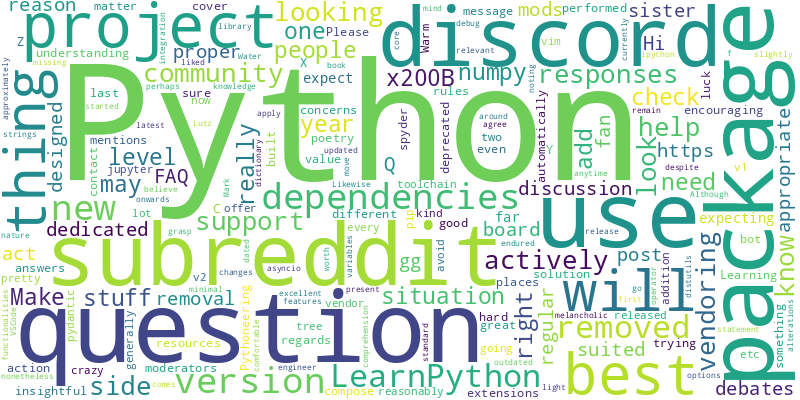 reason
matter
cover
Z
project
looking
discord
mods
performed
sister
package
library
Water
vim
message
debug
Warm
mind
currently
core
relevant
ipython
Please
understanding
approximately
integration
missing
perhaps
knowledge
liked
book
X
one
people
proper
Python
Hi
slightly
f
thing
community
x200B
numpy
responses
check
encouraging
luck
strings
last
started
sure
now
apply
latest
expect
concerns
rules
around
noting
agree
remain
designed
contact
mentions
really
year
poetry
two
even
deprecated
automatically
fan
add
help
level
FAQ
jupyter
built
value
spyder
Q
Y
look
https
appropriate
Lutz
Mark
may
dictionary
updated
move
Likewise
toolchain
anytime
despite
v1
believe
onwards
C
offer
lot
new
support
dependencies
discussion
need
Although
dedicated
different
every
far
board
use
expecting
know
subreddit
variables
prd
kind
good
actively
post
bot
nature
grasp
act
answers
gg
avoid
places
Learning
pretty
v2
changes
dated
asyncio
worth
endured
release
solution
addition
distutils
vendoring
Make
stuff
removal
minimal
features
excellent
present
vendor
situation
right
regular
go
operator
released
will
something
alterations
functionalities
vscode
pydantic
question
Pythoneering
comfortable
tree
regards
comprehension
standard
hard
great
going
outdated
melancholic
removed
first
trying
statement
etc
action
crazy
generally
moderators
resources
version
LearnPython
best
suited
insightful
nonetheless
side
comes
engineer
compose
reasonably
extensions
light
options
debates